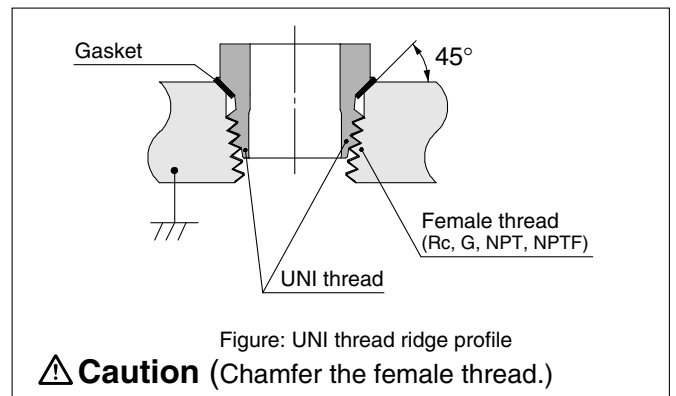 Gasket
45°
Female thread
(Rc, G, NPT, NPTF)
UNI thread
Figure: UNI thread ridge profile
Caution (Chamfer the female thread.)